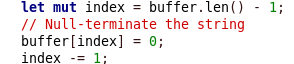 let mut index = buffer.len() - 1;
// Null-terminate the string
buffer[index] = 0;
index -= 1;